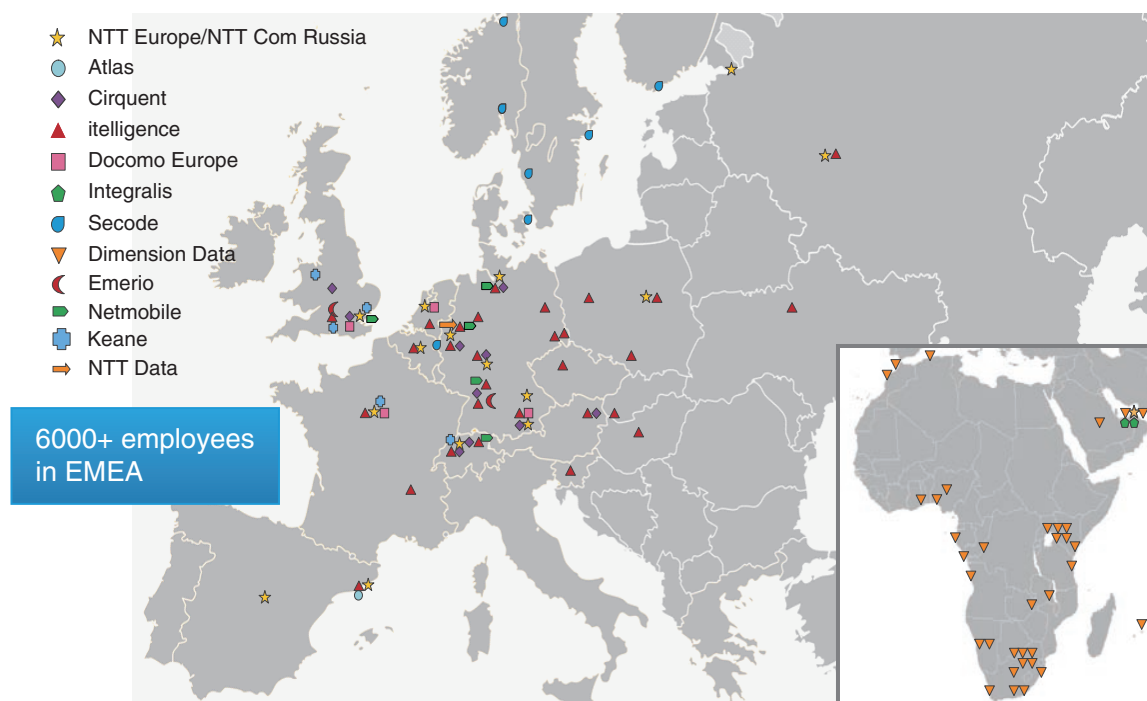 NTT Europe/NTT Com Russia
Atlas
Cirquent
itelligence
Docomo Europe
Integralis
Secode
Dimension Data
Emerio
Netmobile
Keane
NTT Data
6000+ employees
in EMEA